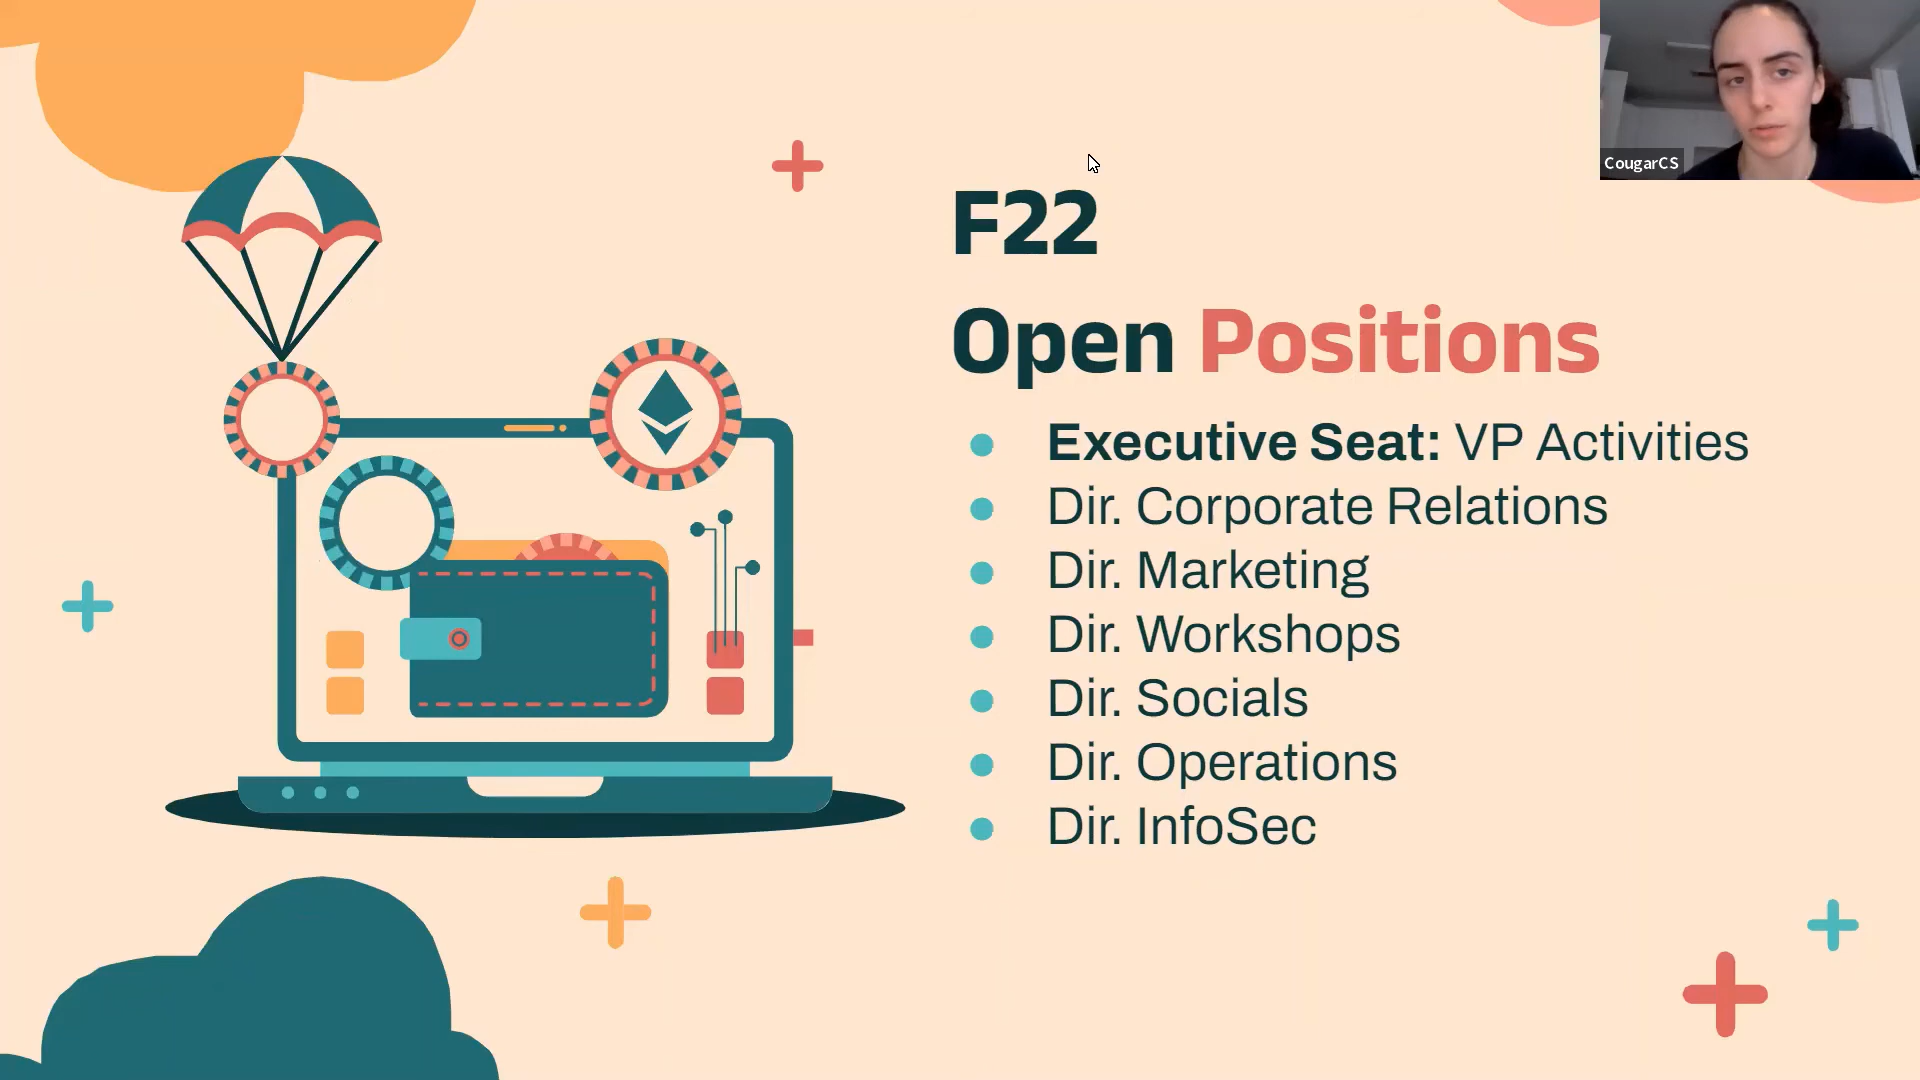 CougarCS
F22
Open Positions
Executive Seat: VP Activities
Dir. Corporate Relations
Dir. Marketing
Dir. Workshops
Dir. Socials
Dir. Operations
Dir. InfoSec